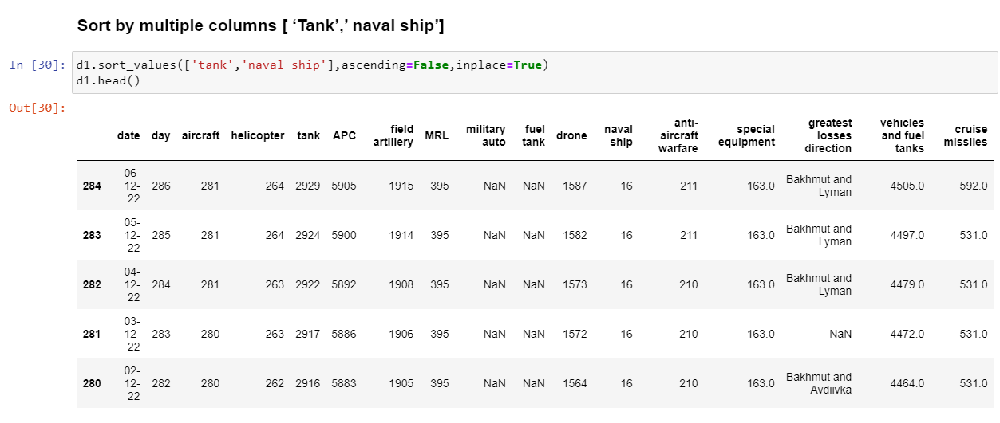 Sort by multiple columns [ ‘Tank’,’ naval ship’]
In [30]: d1.sort_values(['tank','naval ship'],ascending=False,inplace=True)
d1.head()
Out[30]:
date day aircraft helicopter tank APC field artillery MRL military auto fuel tank drone naval ship anti-aircraft warfare special equipment greatest losses direction vehicles and fuel tanks cruise missiles
284 06-12-22 286 281 264 2929 5905 1915 395 NaN NaN 1587 16 211 163.0 Bakhmut and Lyman 4505.0 592.0
283 05-12-22 285 281 264 2924 5900 1914 395 NaN NaN 1582 16 211 163.0 Bakhmut and Lyman 4497.0 531.0
282 04-12-22 284 281 263 2922 5892 1908 395 NaN NaN 1573 16 210 163.0 Bakhmut and Lyman 4479.0 531.0
281 03-12-22 283 280 263 2917 5886 1906 395 NaN NaN 1572 16 210 163.0 NaN 4472.0 531.0
280 02-12-22 282 280 262 2916 5883 1905 395 NaN NaN 1564 16 210 163.0 Bakhmut and Avdiivka 4464.0 531.0